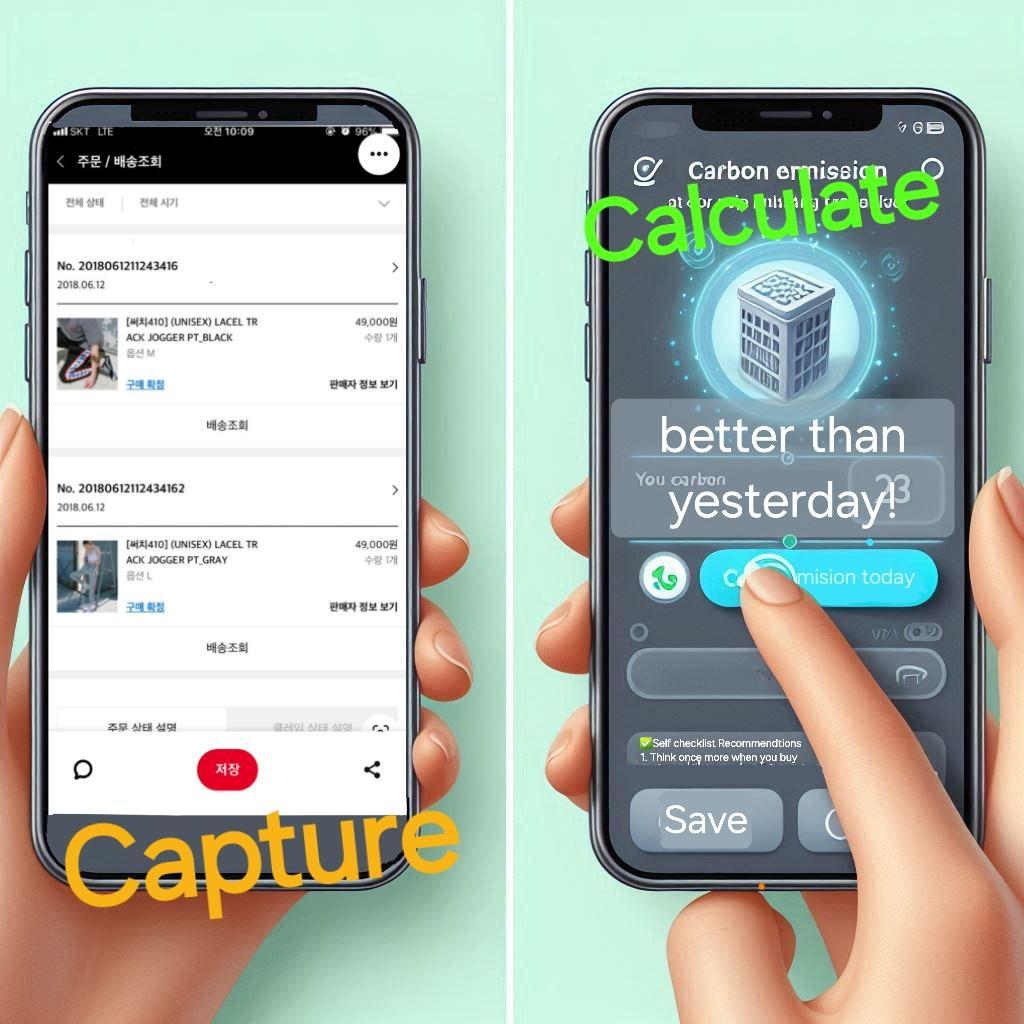 SKT LTE
오전 10:09
96%
주문 / 배송조회
전체 상태
전체 시기
No. 2018061211243416
2018.06.12
[써치410] (UNISEX) LACEL TR
ACK JOGGER PT_BLACK
49,000원
수량 1개
옵션 M
구매 확정
판매자 정보 보기
배송조회
No. 20180612112434162
2018.06.12
[써치410] (UNISEX) LACEL TR
ACK JOGGER PT_GRAY
49,000원
수량 1개
옵션 L
구매 확정
판매자 정보 보기
배송조회
주문 상태 설명
클레임 상태 설명
저장
Capture
Carbon
Calculate
better than
yesterday!
You carbon
23
mision today
✅Self checklist Recommendtions
1. Think once more when you buy
Save